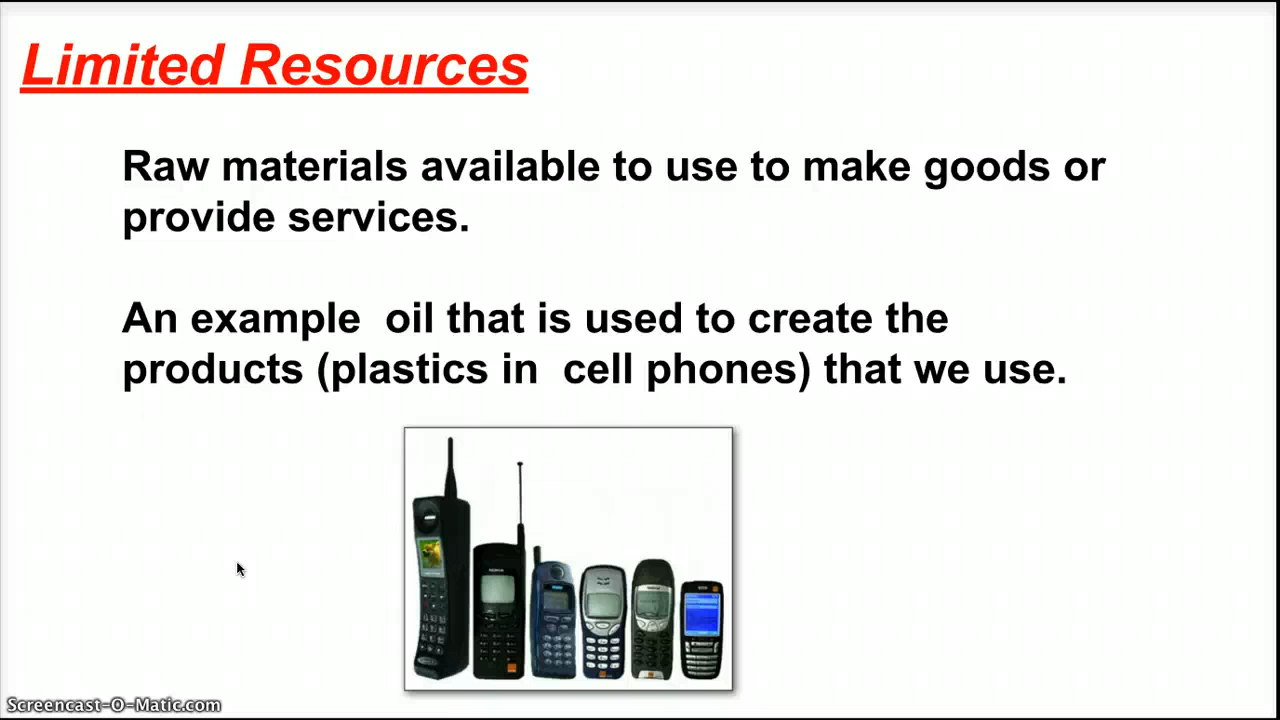 Limited Resources
Raw materials available to use to make goods or
provide services.
An example  oil that is used to create the
products (plastics in  cell phones) that we use.
Screencast-O-Matic.com